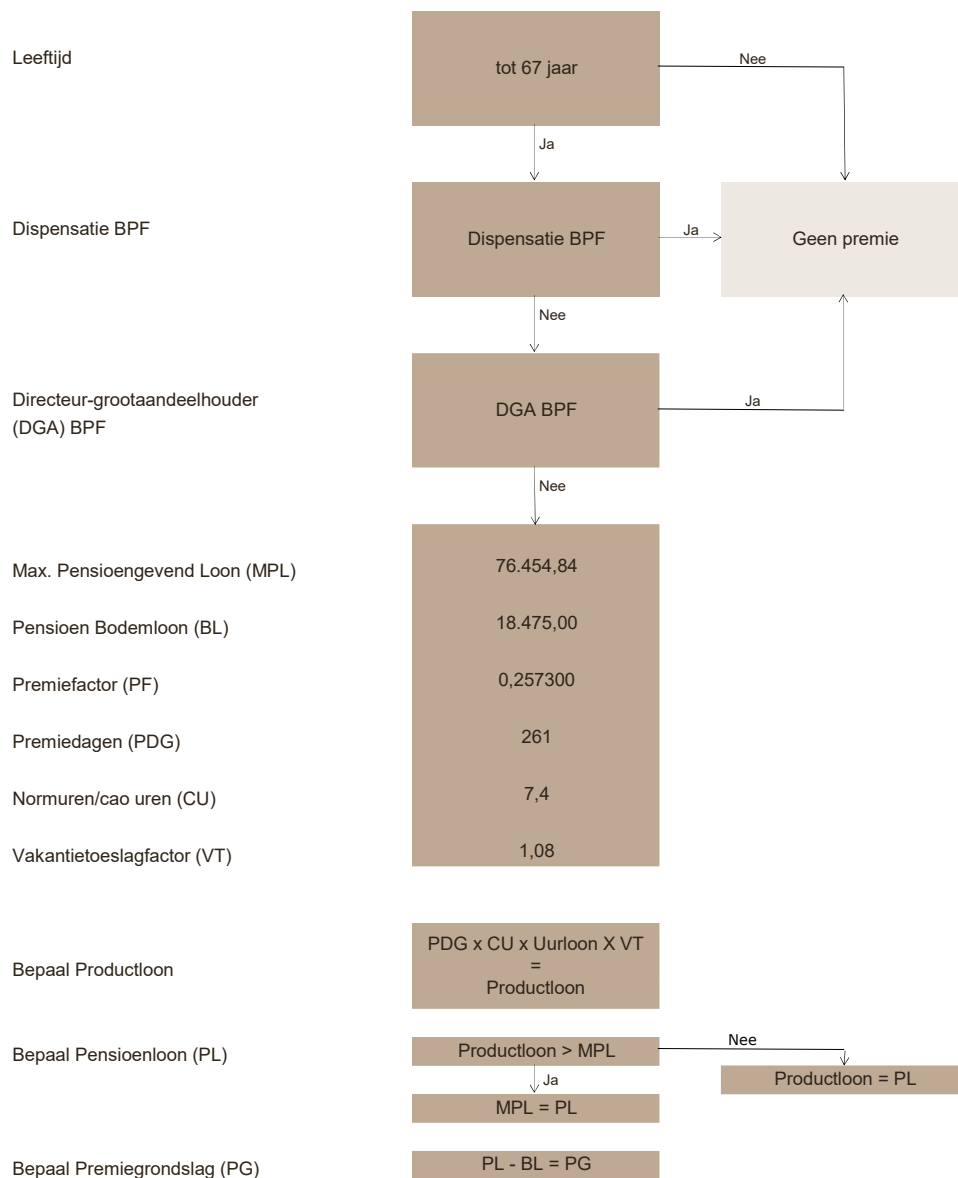 Leeftijd
tot 67 jaar
Nee
Ja
Dispensatie BPF
Dispensatie BPF
Ja
Geen premie
Nee
Directeur-grootaandeelhouder
(DGA) BPF
DGA BPF
Ja
Nee
Max. Pensioengevend Loon (MPL)
76.454,84
Pensioen Bodemloon (BL)
18.475,00
Premiefactor (PF)
0,257300
Premiedagen (PDG)
261
Normuren/cao uren (CU)
7,4
Vakantietoeslagfactor (VT)
1,08
Bepaal Productloon
PDG x CU x Uurloon X VT
=
Productloon
Bepaal Pensioenloon (PL)
Productloon > MPL
Nee
Productloon = PL
Ja
MPL = PL
Bepaal Premiegrondslag (PG)
PL - BL = PG